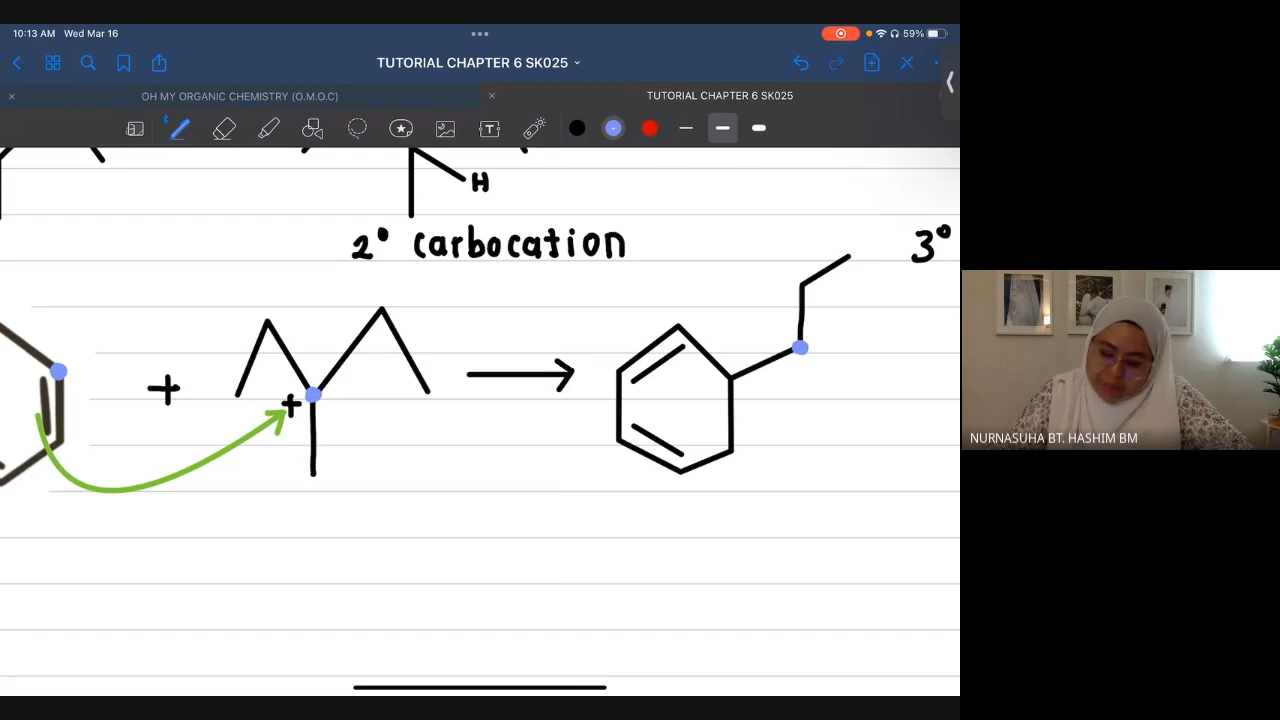 10:13 AM Wed Mar 16
59%
TUTORIAL CHAPTER 6 SK025
OH MY ORGANIC CHEMISTRY (O.M.O.C)
TUTORIAL CHAPTER 6 SK025
T
H
2° carbocation
3°
+
+
NURNASUHA BT. HASHIM BM